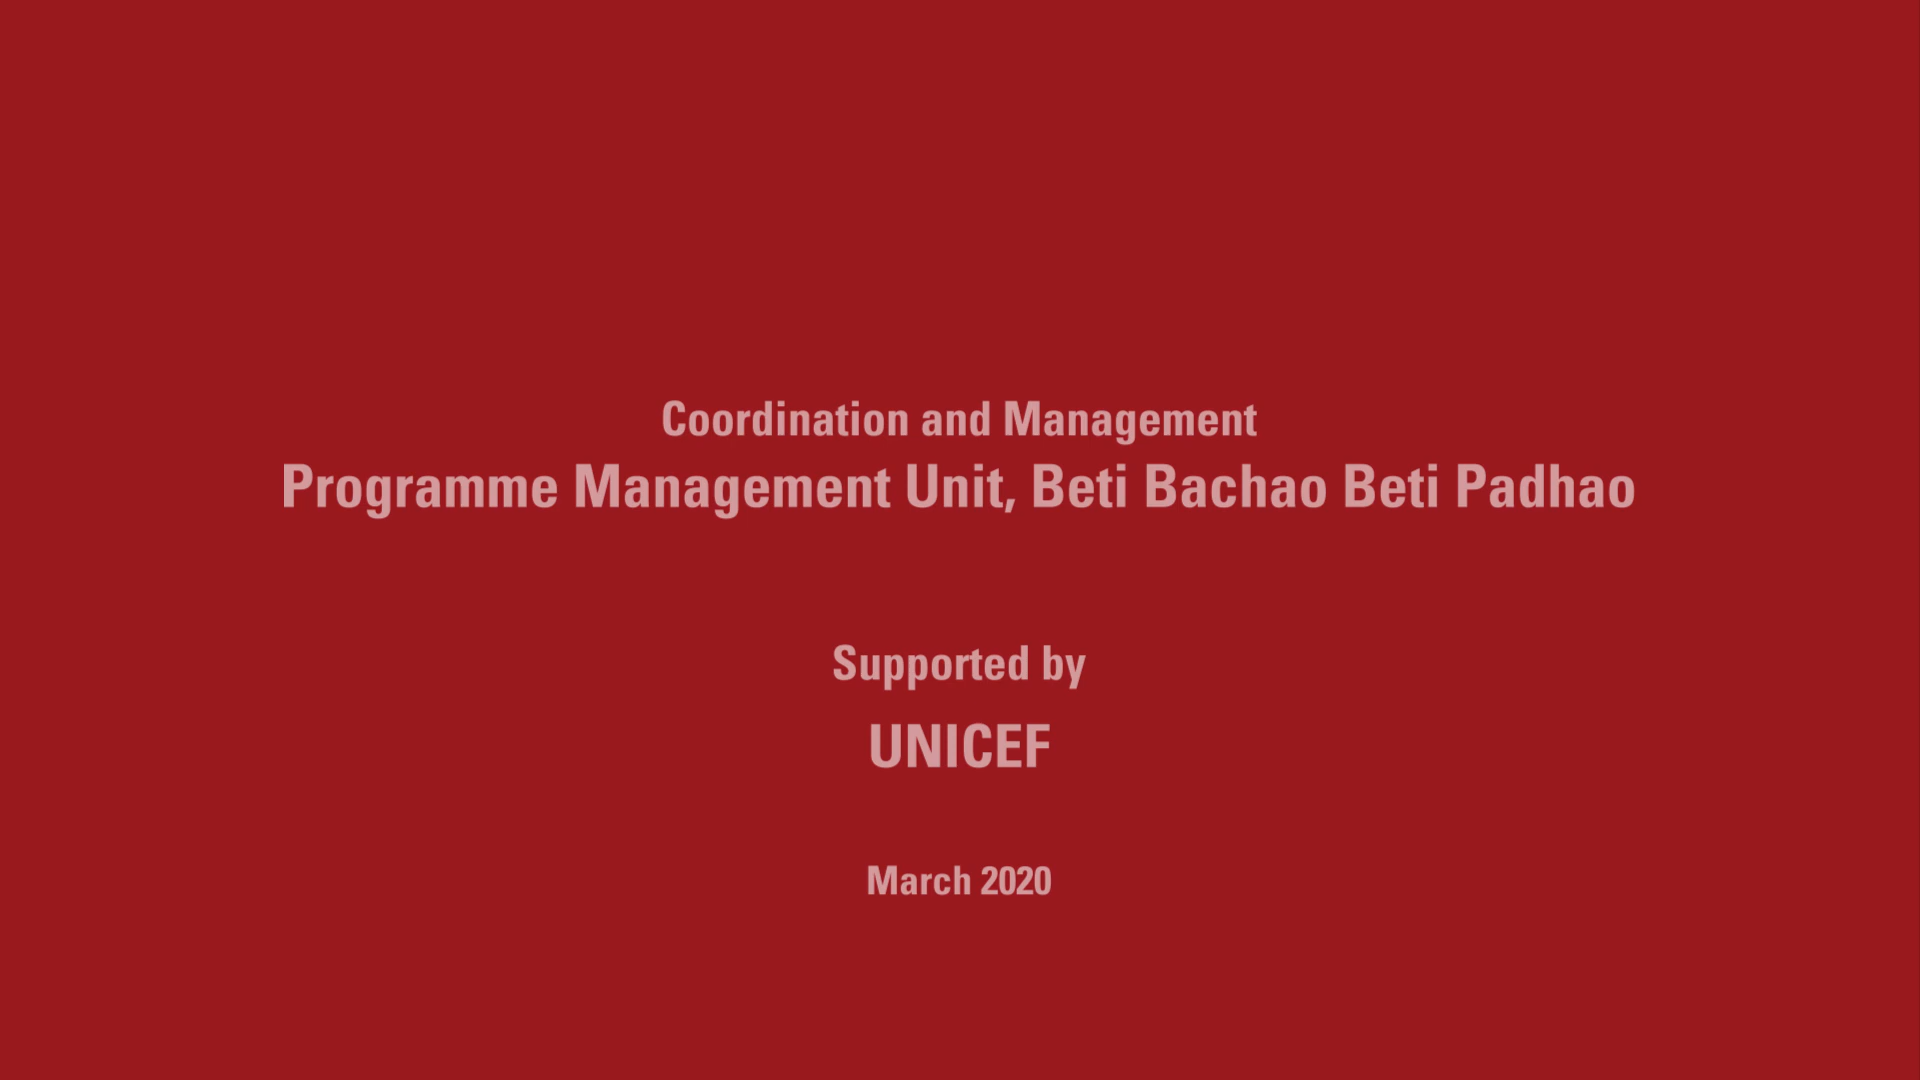 Coordination and Management
Programme Management Unit, Beti Bachao Beti Padhao
Supported by
UNICEF
March 2020